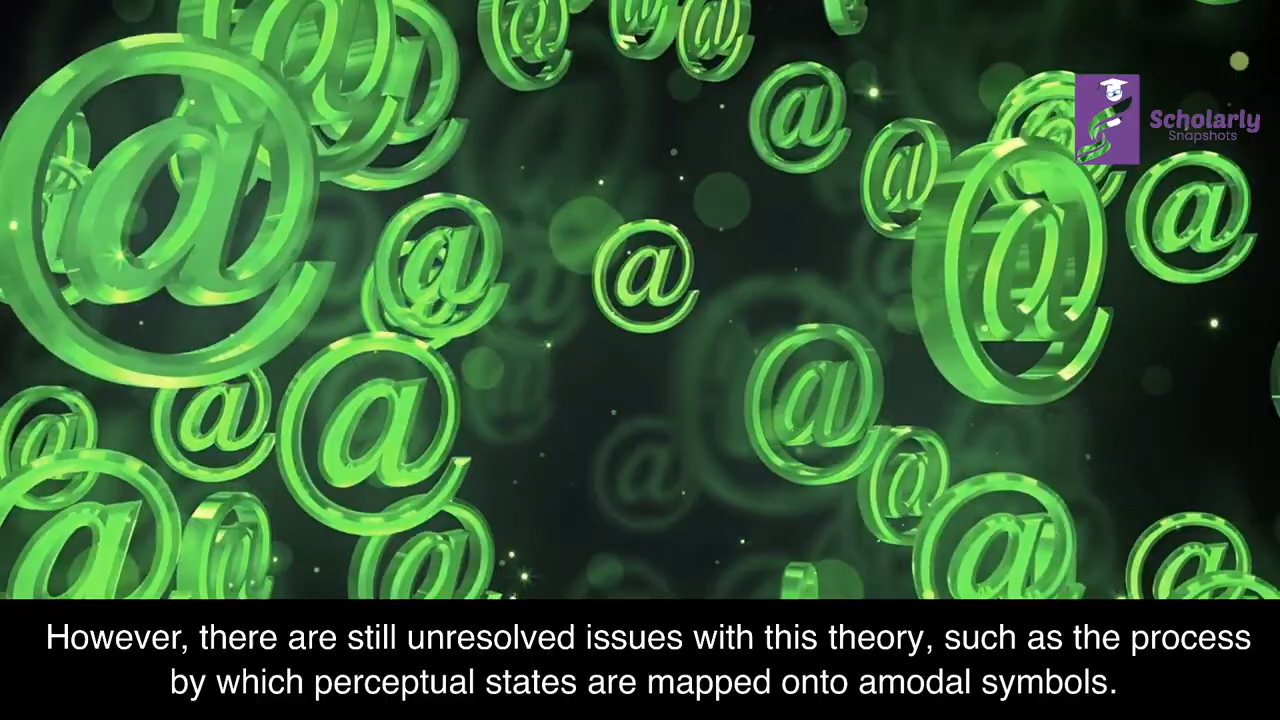 Scholarly
Snapshots
However, there are still unresolved issues with this theory, such as the process
by which perceptual states are mapped onto amodal symbols.